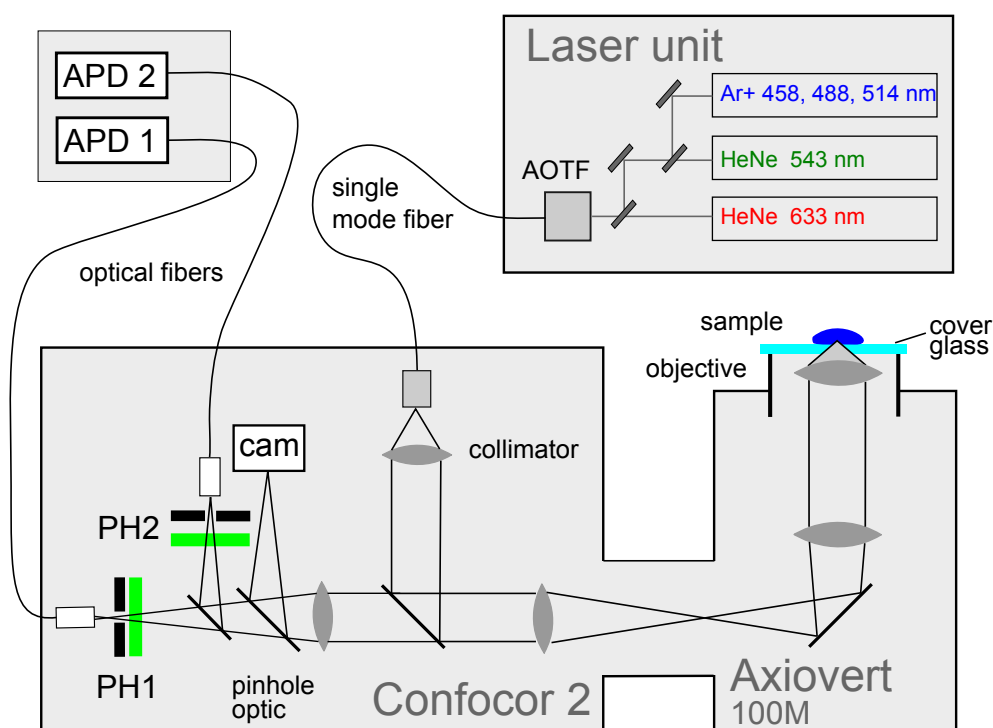 Laser unit
APD 2
Ar+ 458, 488, 514 nm
APD 1
HeNe  543 nm
AOTF
single
mode fiber
HeNe  633 nm
optical fibers
sample
cover
glass
objective
cam
collimator
PH2
PH1
pinhole
optic
Confocor 2
Axiovert
100M